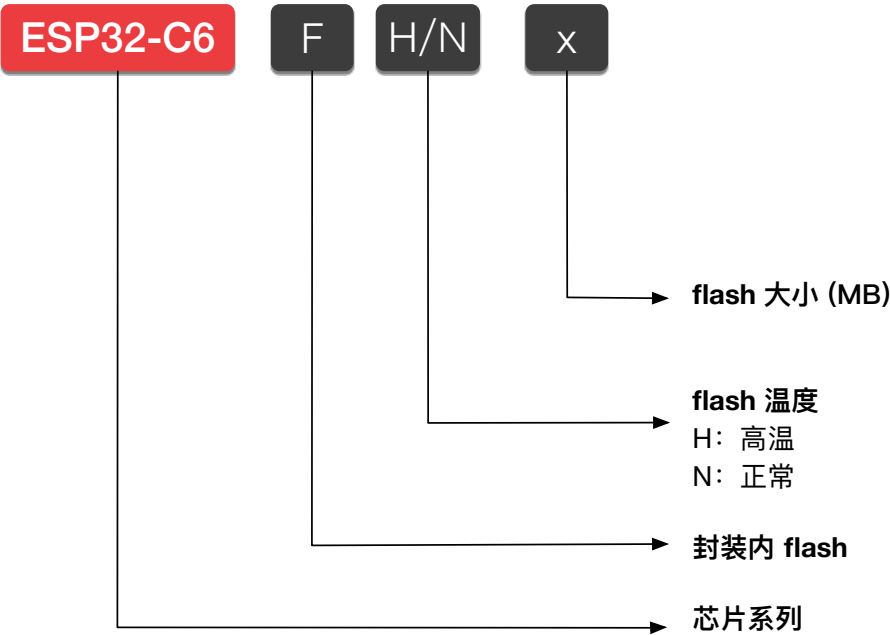 ESP32-C6 F H/N x
flash 大小 (MB)
flash 温度
H：高温
N：正常
封装内 flash
芯片系列